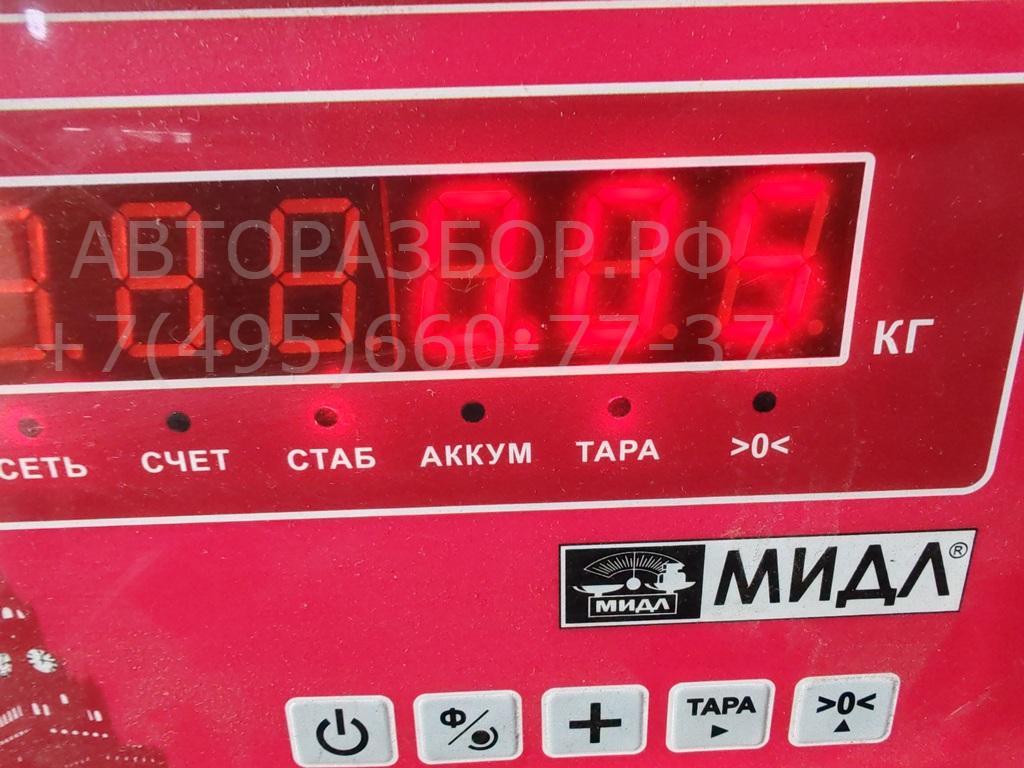 АВТОРАЗБОР.РФ
+7(495)660-77-37
КГ
СЕТЬ СЧЕТ СТАБ АККУМ ТАРА >0<
МИДЛ МИДЛ®
Ф ТАРА >0<